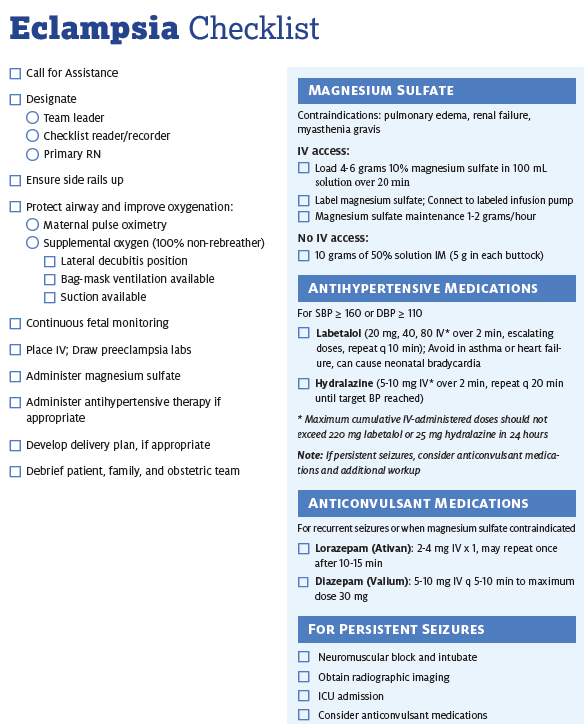 Eclampsia Checklist
Call for Assistance
Designate
Team leader
Checklist reader/recorder
Primary RN
Ensure side rails up
Protect airway and improve oxygenation:
Maternal pulse oximetry
Supplemental oxygen (100% non-rebreather)
Lateral decubitis position
Bag-mask ventilation available
Suction available
Continuous fetal monitoring
Place IV; Draw preeclampsia labs
Administer magnesium sulfate
Administer antihypertensive therapy if
appropriate
Develop delivery plan, if appropriate
Debrief patient, family, and obstetric team
Magnesium Sulfate
Contraindications: pulmonary edema, renal failure,
myasthenia gravis
IV access:
Load 4-6 grams 10% magnesium sulfate in 100 mL
solution over 20 min
Label magnesium sulfate; Connect to labeled infusion pump
Magnesium sulfate maintenance 1-2 grams/hour
No IV access:
10 grams of 50% solution IM (5 g in each buttock)
Antihypertensive Medications
For SBP ≥ 160 or DBP ≥ 110
Labetalol (20 mg, 40, 80 IV* over 2 min, escalating
doses, repeat q 10 min); Avoid in asthma or heart fail-
ure, can cause neonatal bradycardia
Hydralazine (5-10 mg IV* over 2 min, repeat q 20 min
until target BP reached)
* Maximum cumulative IV-administered doses should not
exceed 220 mg labetalol or 25 mg hydralazine in 24 hours
Note: If persistent seizures, consider anticonvulsant medica-
tions and additional workup
Anticonvulsant Medications
For recurrent seizures or when magnesium sulfate contraindicated
Lorazepam (Ativan): 2-4 mg IV x 1, may repeat once
after 10-15 min
Diazepam (Valium): 5-10 mg IV q 5-10 min to maximum
dose 30 mg
For Persistent Seizures
Neuromuscular block and intubate
Obtain radiographic imaging
ICU admission
Consider anticonvulsant medications